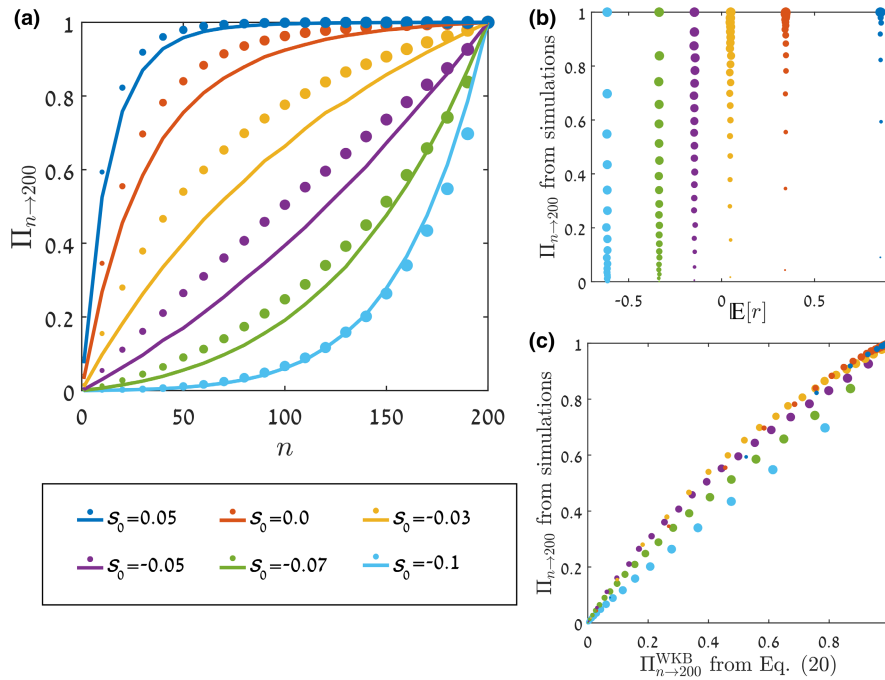 (a)
1
0.8
0.6
0.4
0.2
0
Π_{n→200}
0 50 100 150 200
n
S_0=0.05 S_0=0.0 S_0=-0.03
S_0=-0.05 S_0=-0.07 S_0=-0.1
(b)
1
0.8
0.6
0.4
0.2
0
Π_{n→200} from simulations
-0.5 0 0.5
𝔼[r]
(c)
1
0.8
0.6
0.4
0.2
0
Π_{n→200} from simulations
0 0.2 0.4 0.6 0.8 1
Π^{WKB}_{n→200} from Eq. (20)